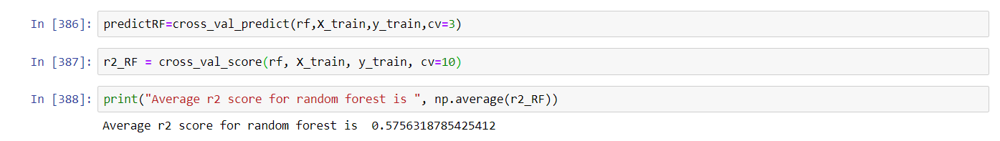 In [386]: predictRF=cross_val_predict(rf,X_train,y_train,cv=3)
In [387]: r2_RF = cross_val_score(rf, X_train, y_train, cv=10)
In [388]: print("Average r2 score for random forest is ", np.average(r2_RF))
Average r2 score for random forest is  0.5756318785425412